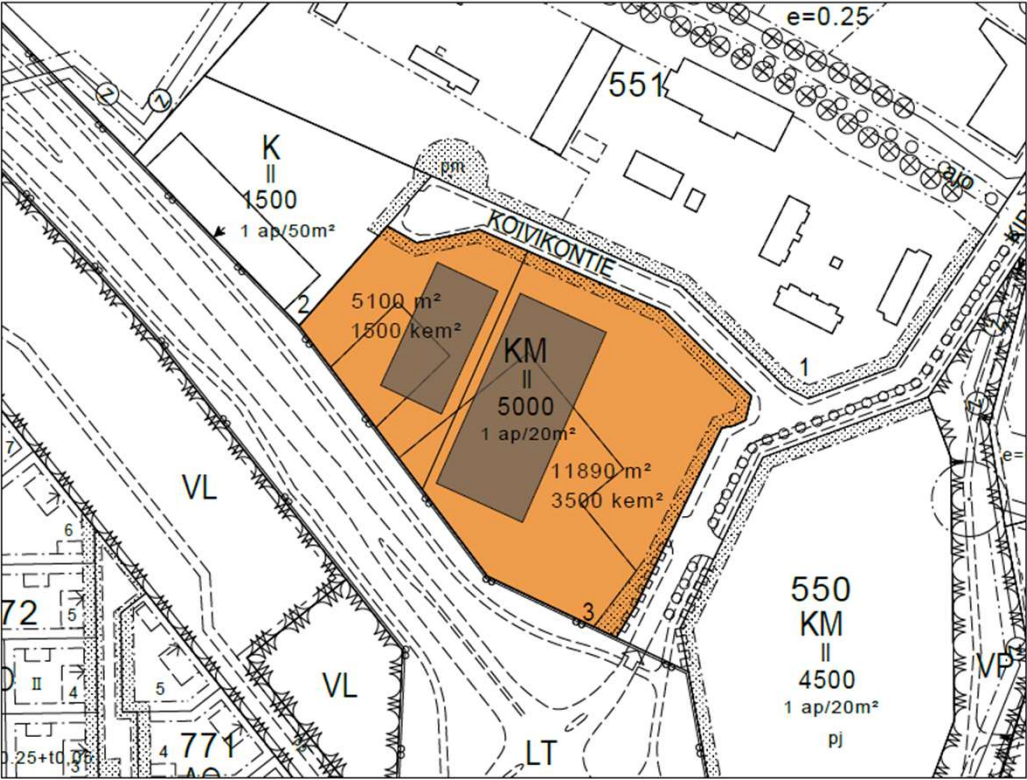 e=0.25
551
ajo
K
II
1500
1 ap/50m²
pm
KOIVIKONTIE
2
5100 m²
1500 kem²
KM
II
5000
1 ap/20m²
1
11890 m²
3500 kem²
e=
7
VL
6
72
5
4
II
5
3
4
771
VL
3
LT
550
KM
II
4500
1 ap/20m²
pj
VP